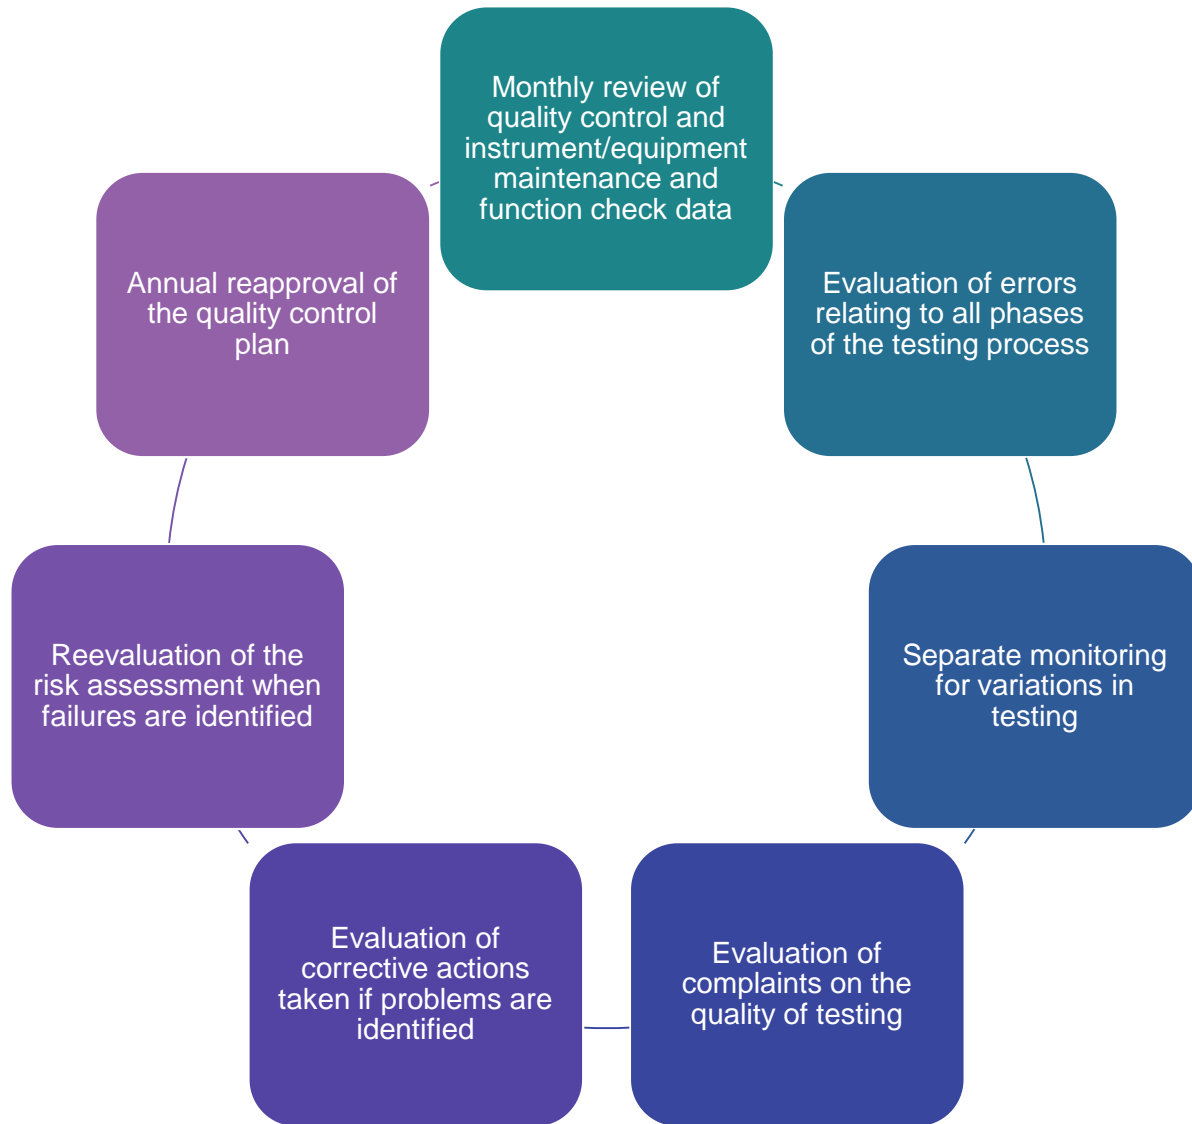 Monthly review of
quality control and
instrument/equipment
maintenance and
function check data
Evaluation of errors
relating to all phases
of the testing process
Separate monitoring
for variations in
testing
Evaluation of
complaints on the
quality of testing
Evaluation of
corrective actions
taken if problems are
identified
Reevaluation of the
risk assessment when
failures are identified
Annual reapproval of
the quality control
plan